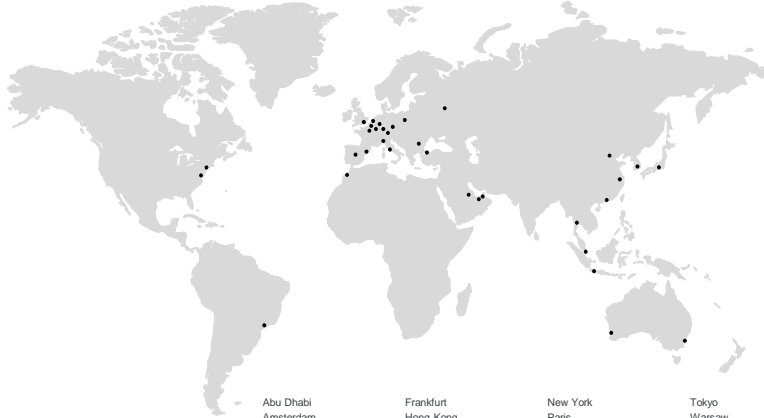 Abu Dhabi
Frankfurt
New York
Tokyo
Amsterdam
Hong Kong
Paris
Warsaw